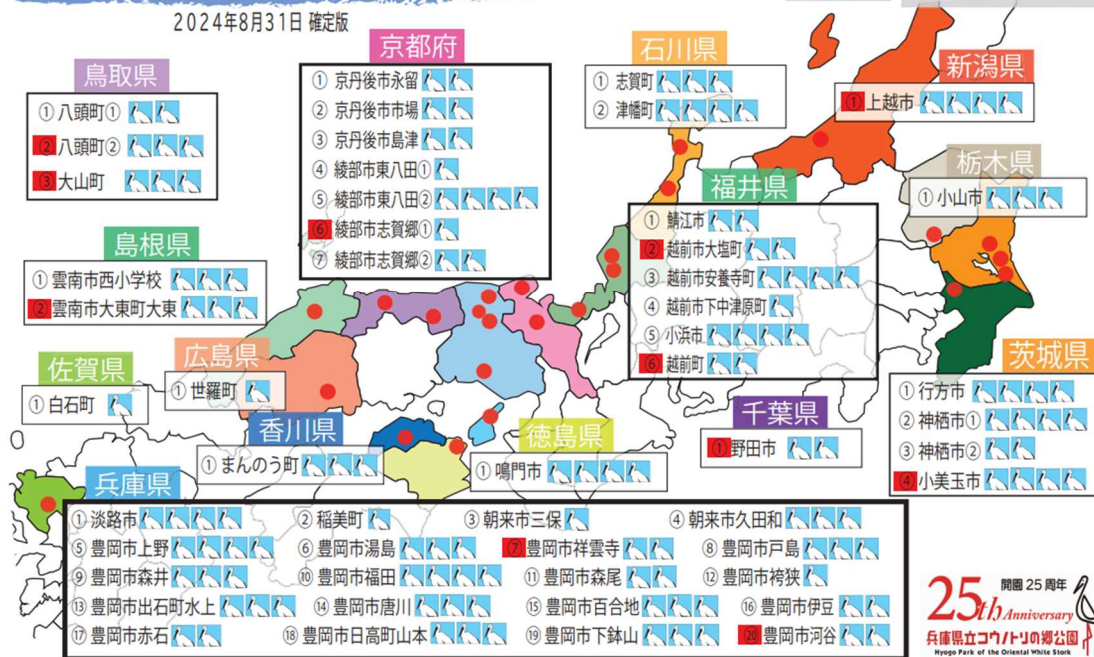 2024年8月31日 確定版
鳥取県
①八頭町①
②八頭町②
③大山町
京都府
① 京丹後市永留
② 京丹後市市場
③ 京丹後市島津
④ 綾部市東八田①
⑤ 綾部市東八田②
⑥ 綾部市志賀郷①
⑦ 綾部市志賀郷②
石川県
① 志賀町
② 津幡町
新潟県
①上越市
栃木県
①小山市
島根県
①雲南市西小学校
②雲南市大東町大東
福井県
① 鯖江市
② 越前市大塩町
③ 越前市安養寺町
④ 越前市下中津原町
⑤ 小浜市
⑥ 越前町
佐賀県
①白石町
広島県
①世羅町
香川県
①まんのう町
徳島県
①鳴門市
千葉県
①野田市
茨城県
①行方市
②神栖市①
③神栖市②
④小美玉市
兵庫県
①淡路市 ②稲美町 ③朝来市三保 ④朝来市久田和
⑤豊岡市上野 ⑥豊岡市湯島 ⑦豊岡市祥雲寺 ⑧豊岡市戸島
⑨豊岡市森井 ⑩豊岡市福田 ⑪豊岡市森尾 ⑫豊岡市袴狭
⑬豊岡市出石町水上 ⑭豊岡市唐川 ⑮豊岡市百合地 ⑯豊岡市伊豆
⑰豊岡市赤石 ⑱豊岡市日高町山本 ⑲豊岡市下鉢山 ⑳豊岡市河谷
開園25周年
25th Anniversary
兵庫県立コウノトリの郷公園
Hyogo Park of the Oriental White Stork